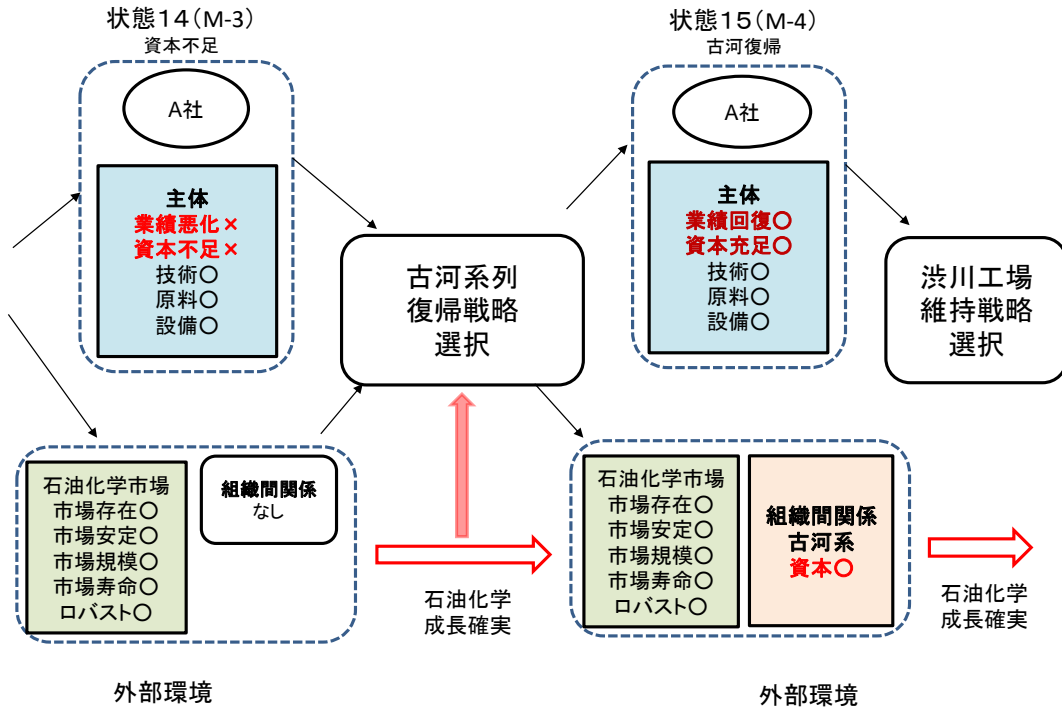 状態14(M-3)
資本不足
A社
主体
業績悪化×
資本不足×
技術○
原料○
設備○
古河系列
復帰戦略
選択
状態15(M-4)
古河復帰
A社
主体
業績回復○
資本充足○
技術○
原料○
設備○
渋川工場
維持戦略
選択
石油化学市場
市場存在○
市場安定○
市場規模○
市場寿命○
ロバスト○
組織間関係
なし
石油化学
成長確実
石油化学市場
市場存在○
市場安定○
市場規模○
市場寿命○
ロバスト○
組織間関係
古河系
資本○
石油化学
成長確実
外部環境
外部環境